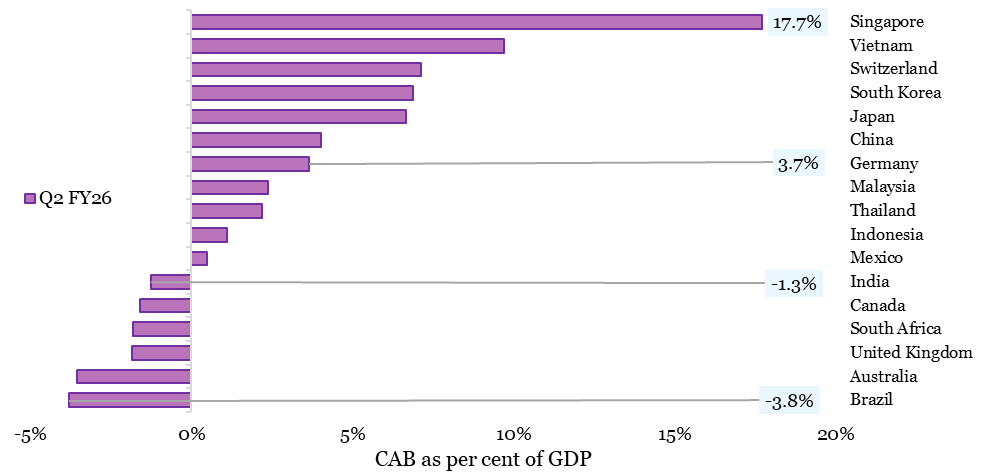 17.7% Singapore
Vietnam
Switzerland
South Korea
Japan
China
3.7% Germany
Malaysia
Q2 FY26
Thailand
Indonesia
Mexico
-1.3% India
Canada
South Africa
United Kingdom
Australia
-3.8% Brazil
-5% 0% 5% 10% 15% 20%
CAB as per cent of GDP